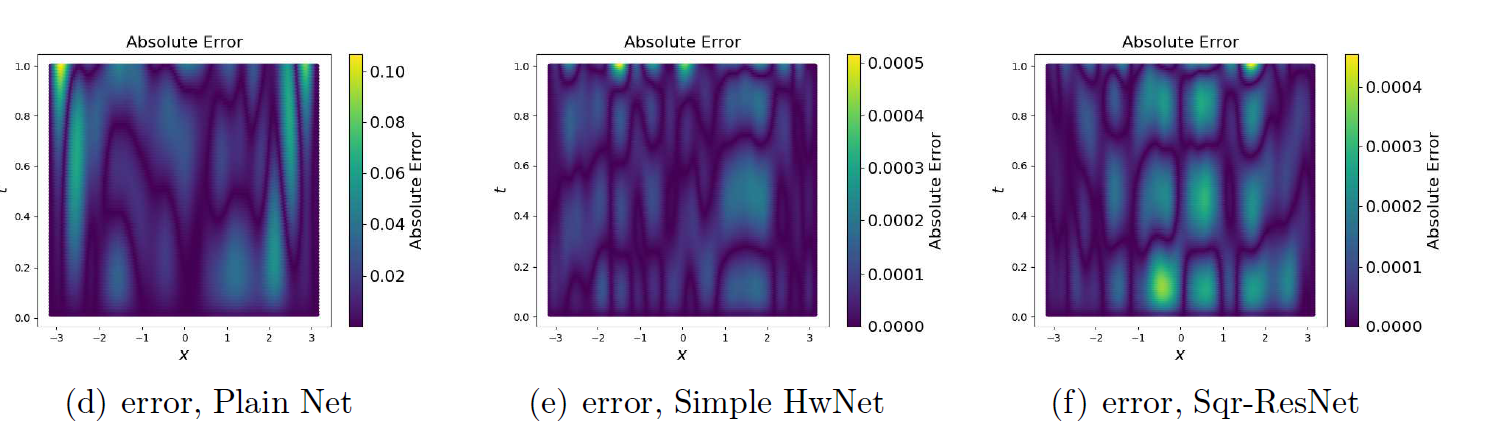 Absolute Error
1.0
0.8
0.6
0.4
0.2
0.0
t
−3 −2 −1 0 1 2 3
x
0.10
0.08
0.06
0.04
0.02
Absolute Error
(d) error, Plain Net
Absolute Error
1.0
0.8
0.6
0.4
0.2
0.0
t
−3 −2 −1 0 1 2 3
x
0.0005
0.0004
0.0003
0.0002
0.0001
0.0000
Absolute Error
(e) error, Simple HwNet
Absolute Error
1.0
0.8
0.6
0.4
0.2
0.0
t
−3 −2 −1 0 1 2 3
x
0.0004
0.0003
0.0002
0.0001
0.0000
Absolute Error
(f) error, Sqr-ResNet